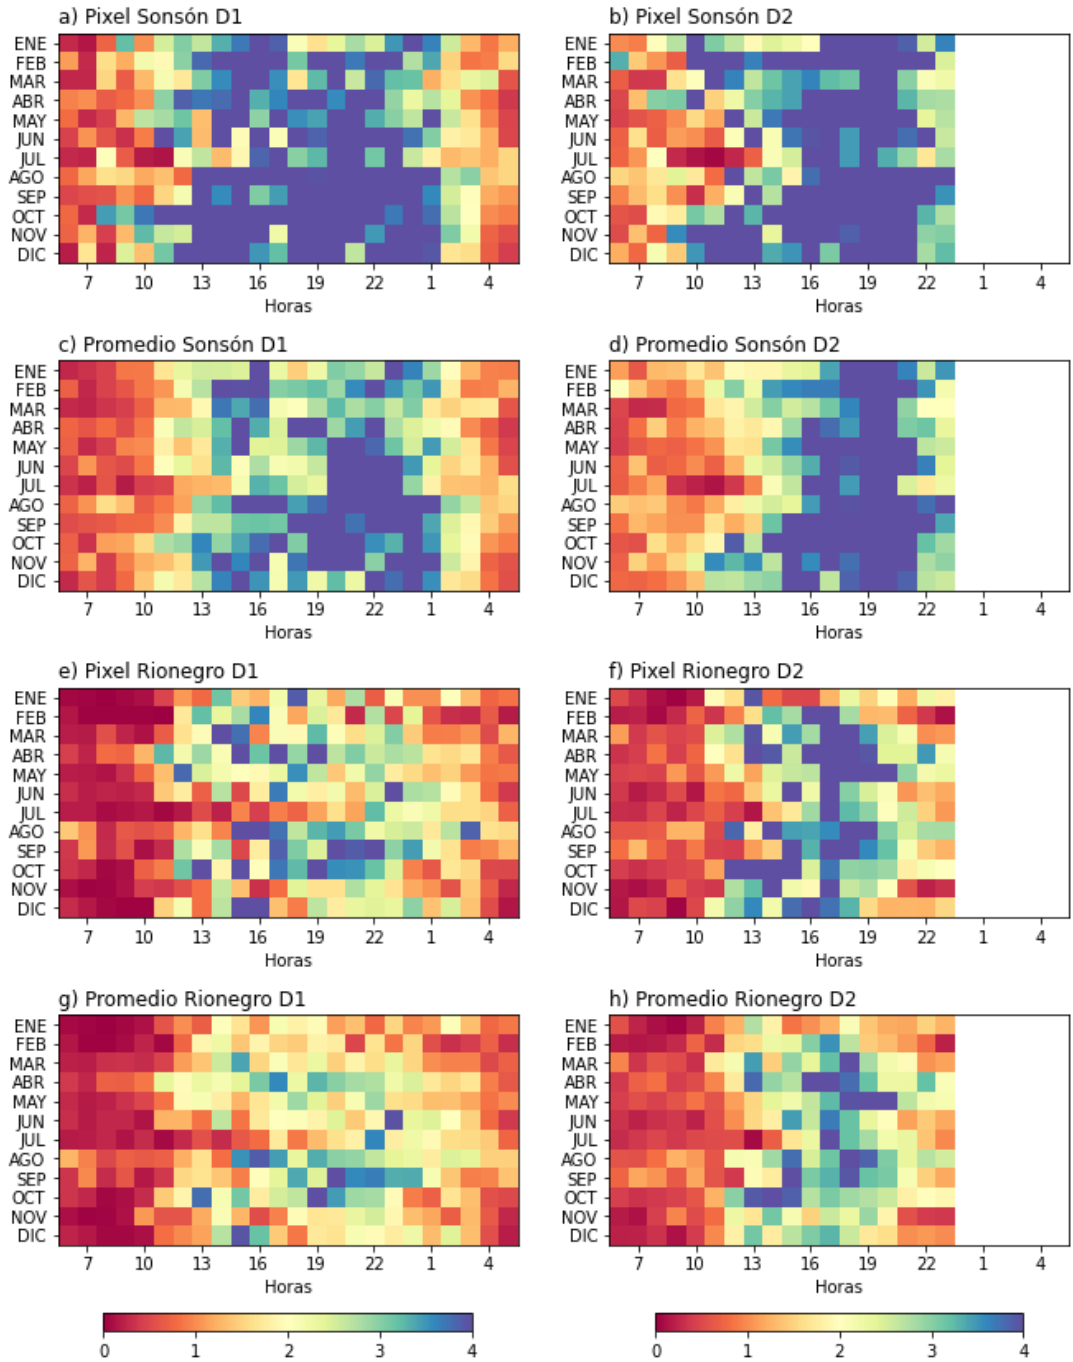 a) Pixel Sonsón D1
ENE
FEB
MAR
ABR
MAY
JUN
JUL
AGO
SEP
OCT
NOV
DIC
7 10 13 16 19 22 1 4
Horas
b) Pixel Sonsón D2
ENE
FEB
MAR
ABR
MAY
JUN
JUL
AGO
SEP
OCT
NOV
DIC
7 10 13 16 19 22 1 4
Horas
c) Promedio Sonsón D1
ENE
FEB
MAR
ABR
MAY
JUN
JUL
AGO
SEP
OCT
NOV
DIC
7 10 13 16 19 22 1 4
Horas
d) Promedio Sonsón D2
ENE
FEB
MAR
ABR
MAY
JUN
JUL
AGO
SEP
OCT
NOV
DIC
7 10 13 16 19 22 1 4
Horas
e) Pixel Rionegro D1
ENE
FEB
MAR
ABR
MAY
JUN
JUL
AGO
SEP
OCT
NOV
DIC
7 10 13 16 19 22 1 4
Horas
f) Pixel Rionegro D2
ENE
FEB
MAR
ABR
MAY
JUN
JUL
AGO
SEP
OCT
NOV
DIC
7 10 13 16 19 22 1 4
Horas
g) Promedio Rionegro D1
ENE
FEB
MAR
ABR
MAY
JUN
JUL
AGO
SEP
OCT
NOV
DIC
7 10 13 16 19 22 1 4
Horas
h) Promedio Rionegro D2
ENE
FEB
MAR
ABR
MAY
JUN
JUL
AGO
SEP
OCT
NOV
DIC
7 10 13 16 19 22 1 4
Horas
0 1 2 3 4
0 1 2 3 4